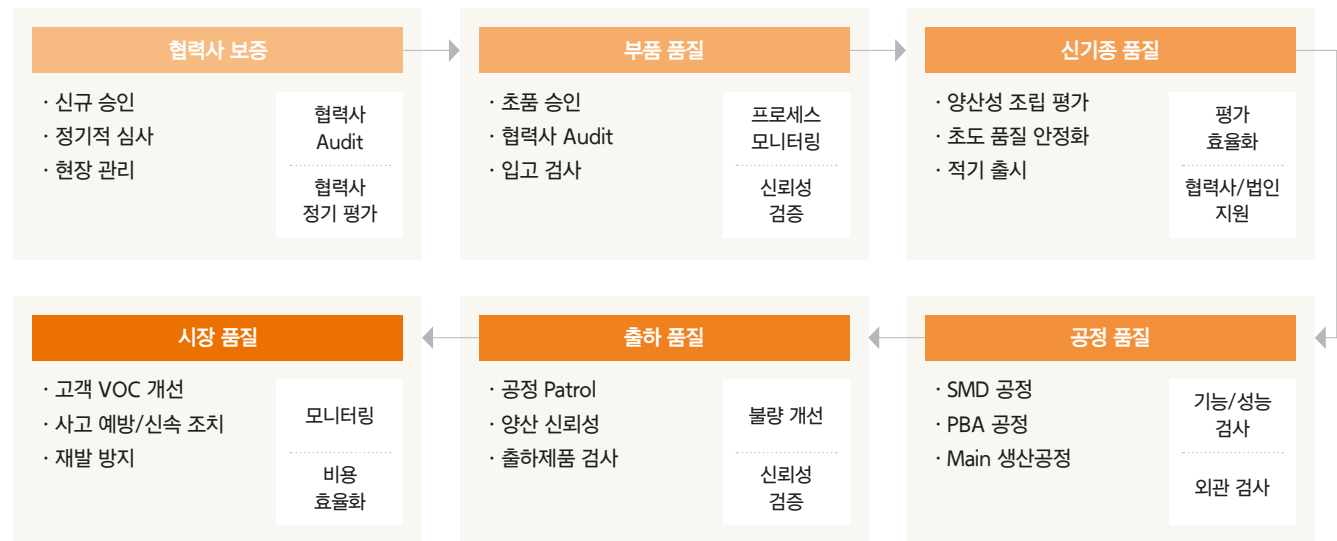 협력사 보증
· 신규 승인
· 정기적 심사
· 현장 관리
협력사
Audit
협력사
정기 평가
부품 품질
· 초품 승인
· 협력사 Audit
· 입고 검사
프로세스
모니터링
신뢰성
검증
신기종 품질
· 양산성 조립 평가
· 초도 품질 안정화
· 적기 출시
평가
효율화
협력사/법인
지원
공정 품질
· SMD 공정
· PBA 공정
· Main 생산공정
기능/성능
검사
외관 검사
출하 품질
· 공정 Patrol
· 양산 신뢰성
· 출하제품 검사
불량 개선
신뢰성
검증
시장 품질
· 고객 VOC 개선
· 사고 예방/신속 조치
· 재발 방지
모니터링
비용
효율화